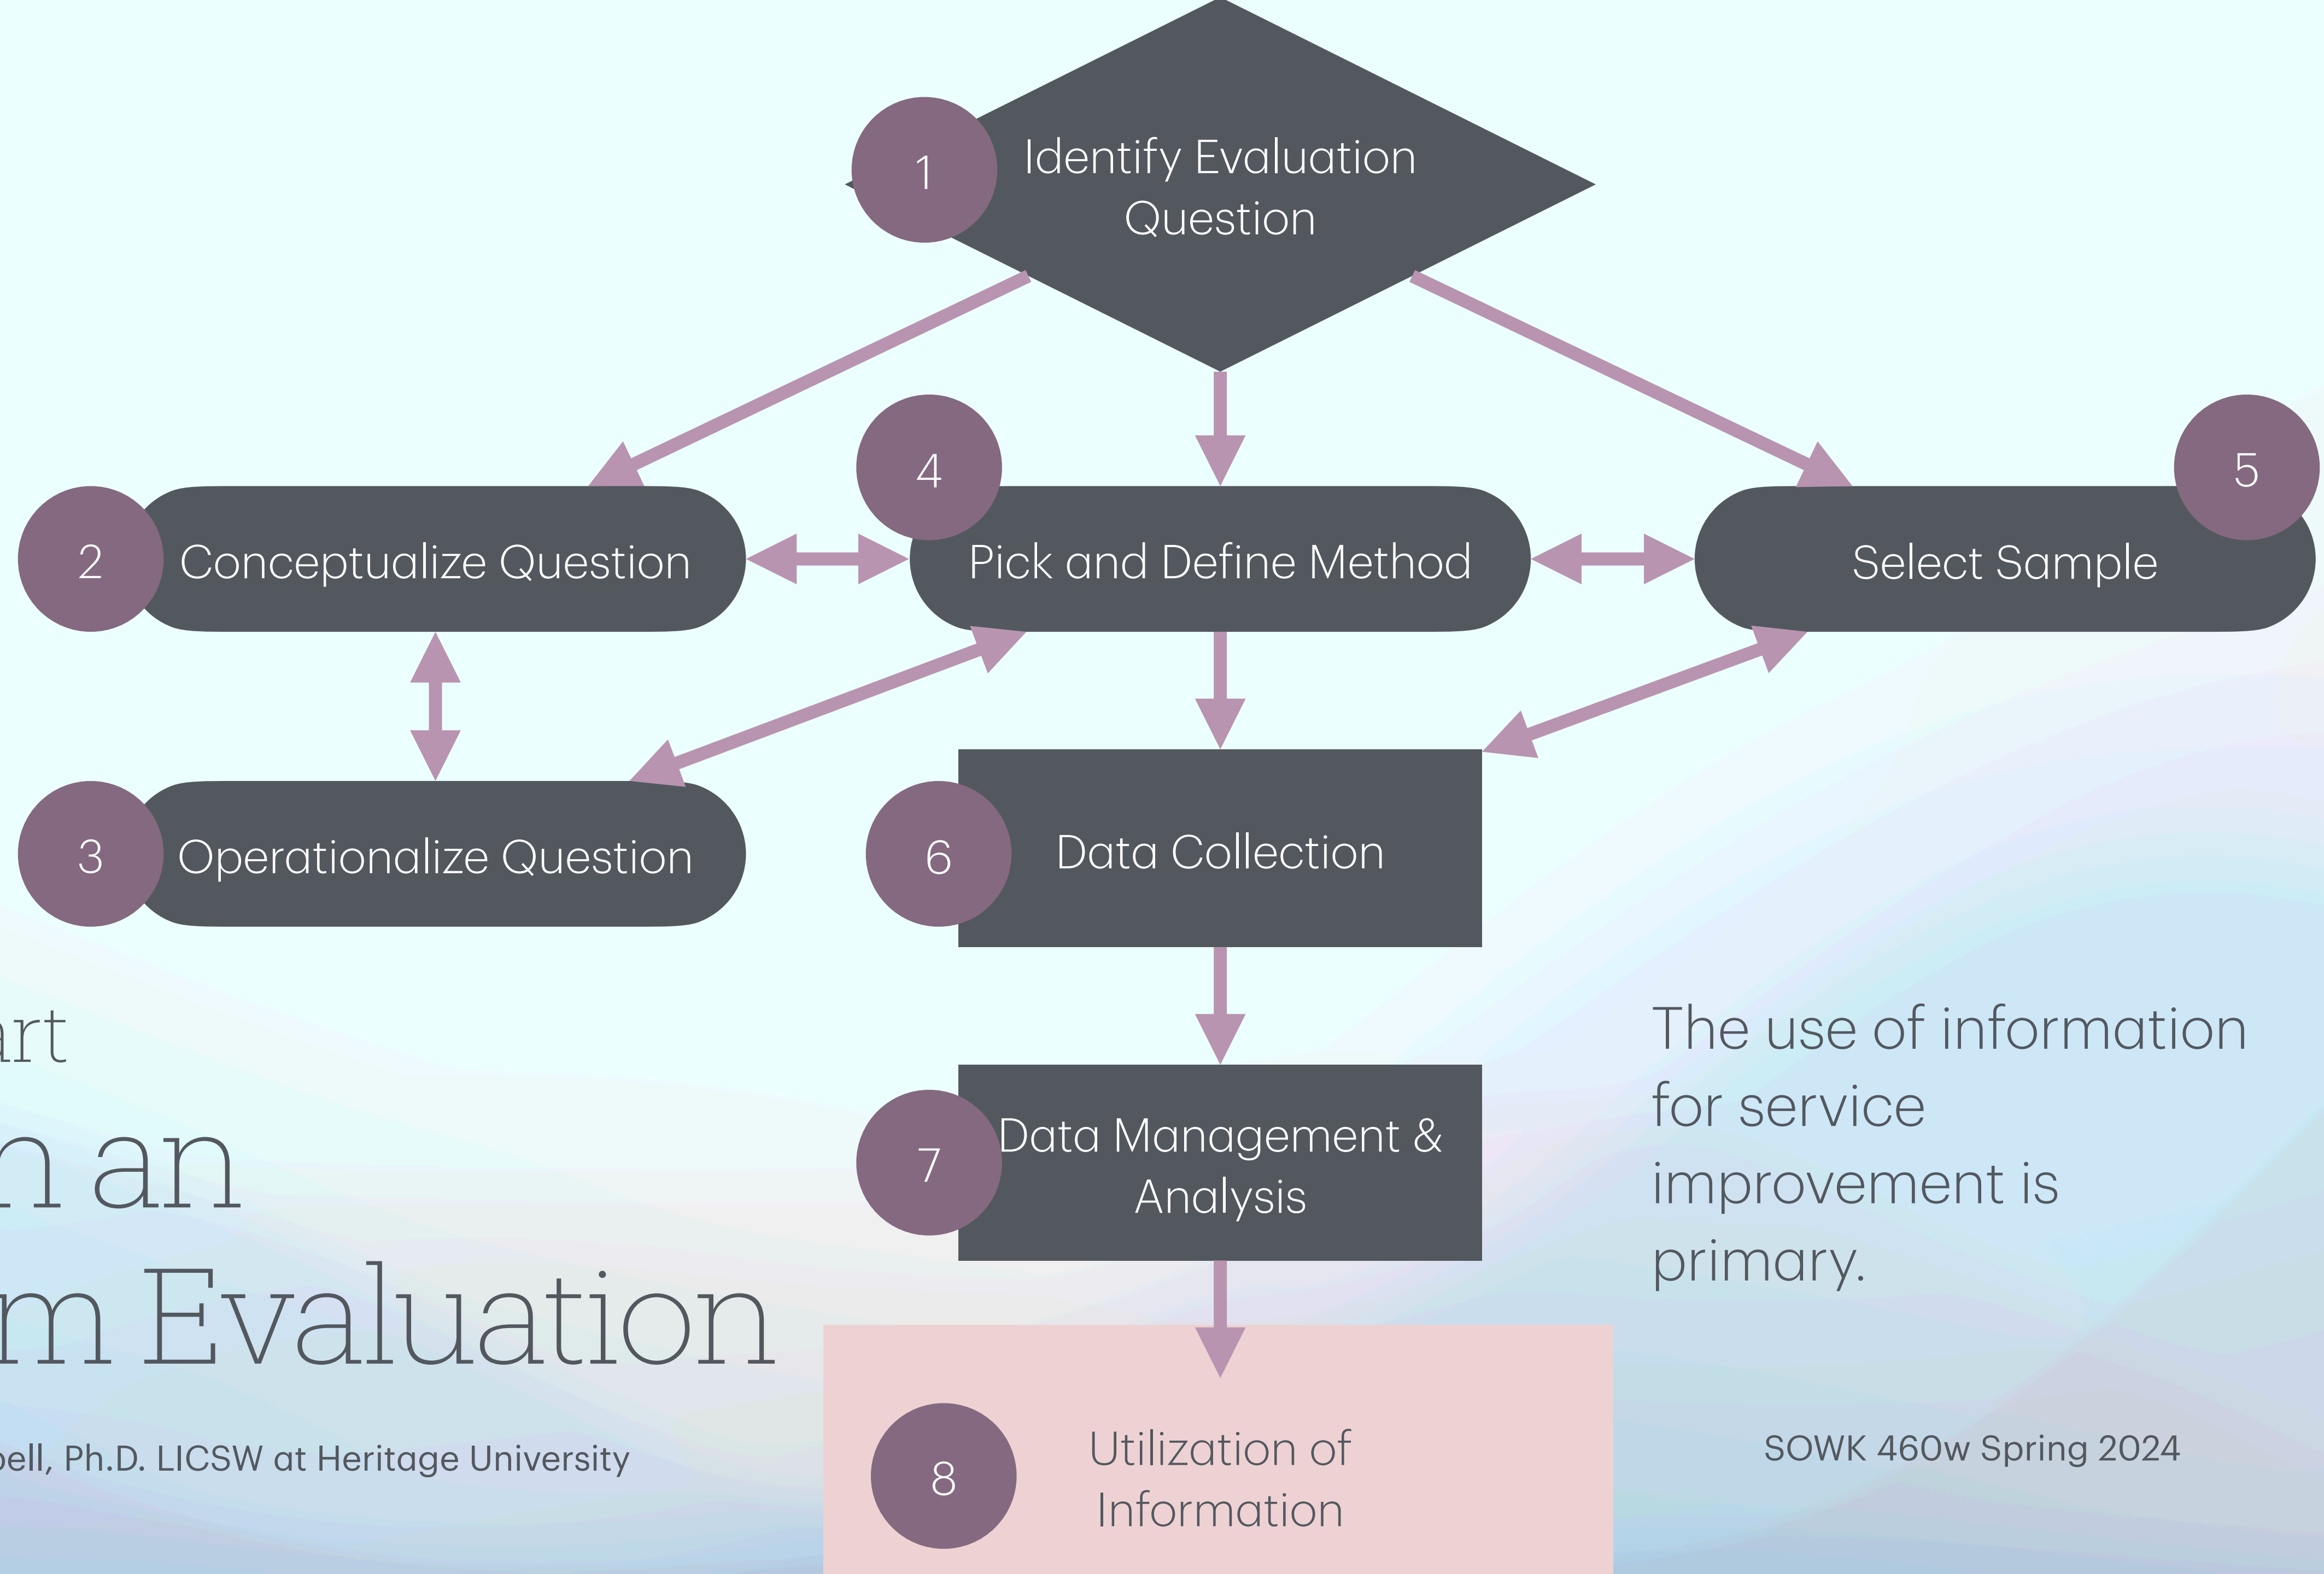 1
Identify Evaluation
Question
2
Conceptualize Question
4
Pick and Define Method
5
Select Sample
3
Operationalize Question
6
Data Collection
7
Data Management &
Analysis
8
Utilization of
Information
an
Evaluation
Ph.D. LICSW at Heritage University
The use of information
for service
improvement is
primary.
SOWK 460w Spring 2024